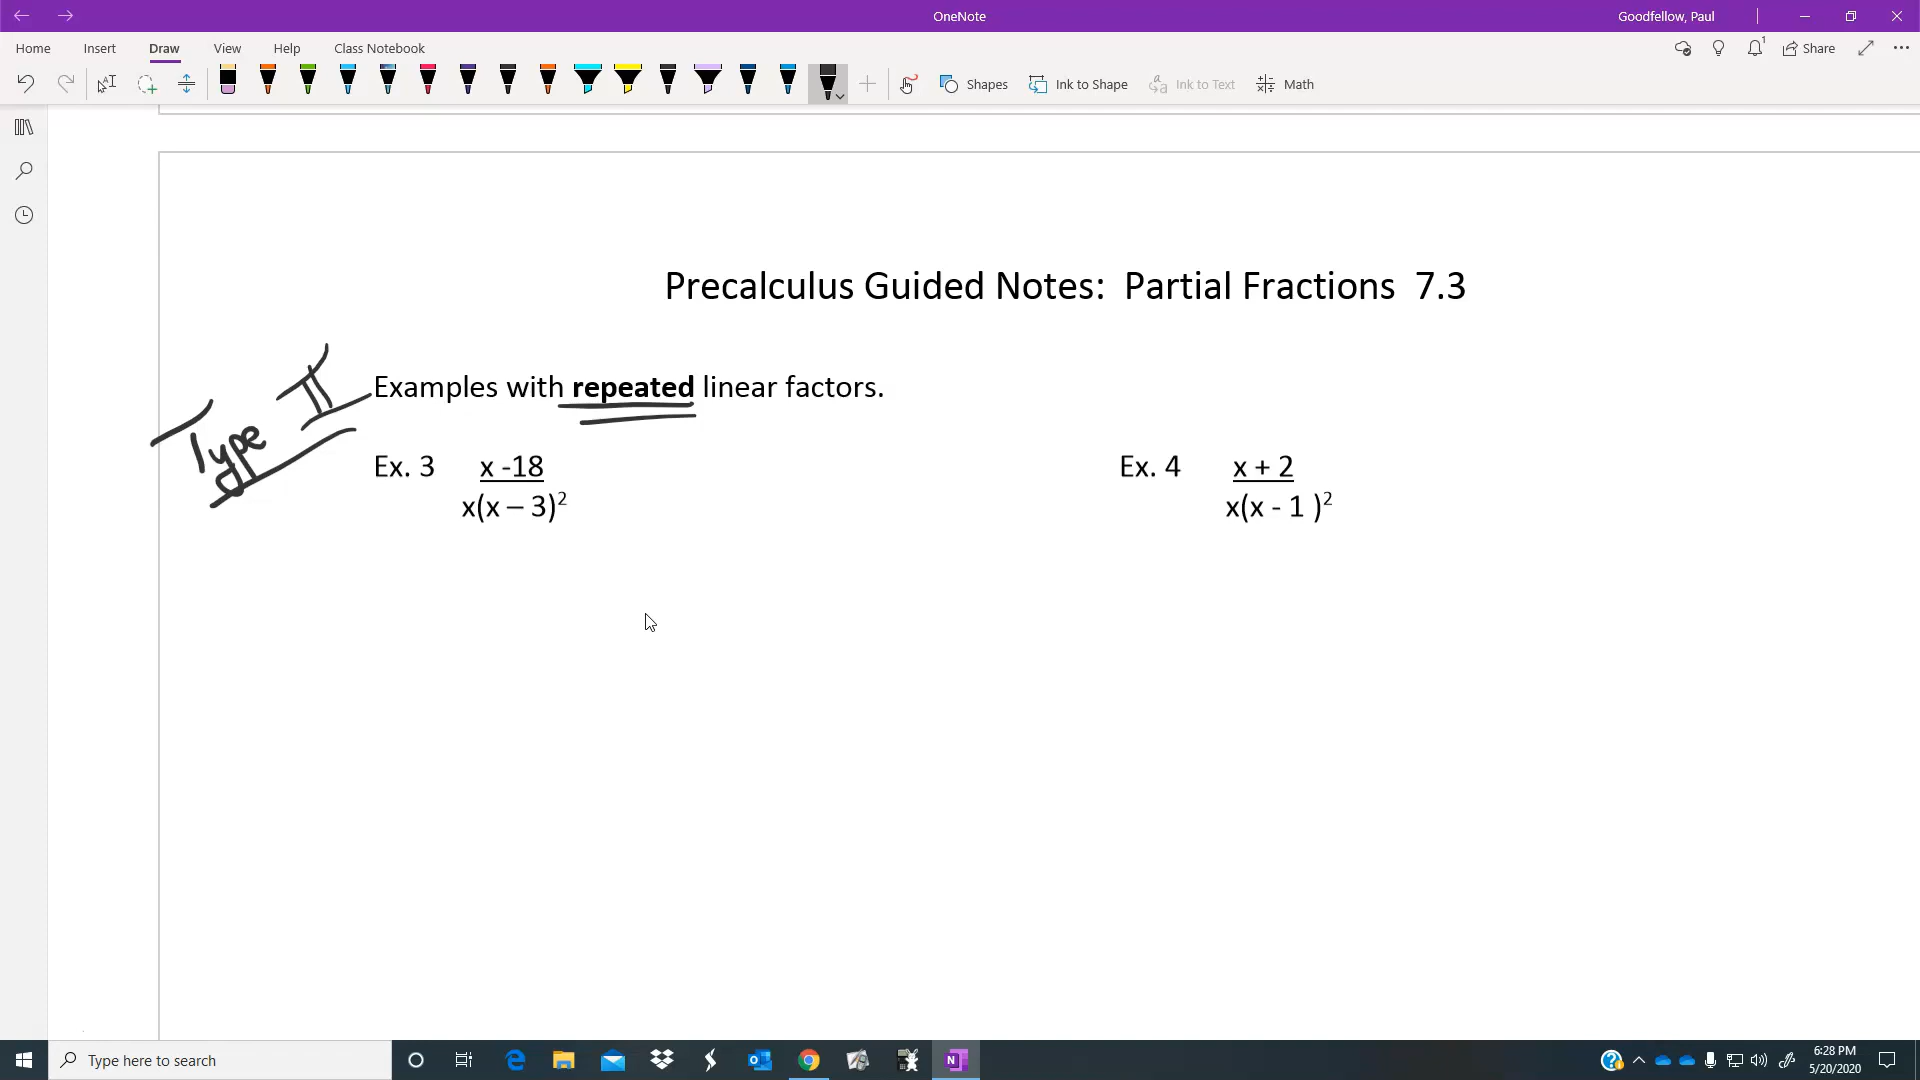 OneNote
Goodfellow, Paul
Home Insert Draw View Help Class Notebook
1
Share
Shapes Ink to Shape Ink to Text Math
Precalculus Guided Notes: Partial Fractions 7.3
Type II
Examples with repeated linear factors.
Ex. 3 x -18
x(x – 3)²
Ex. 4 x + 2
x(x - 1 )²
Type here to search
6:28 PM
5/20/2020